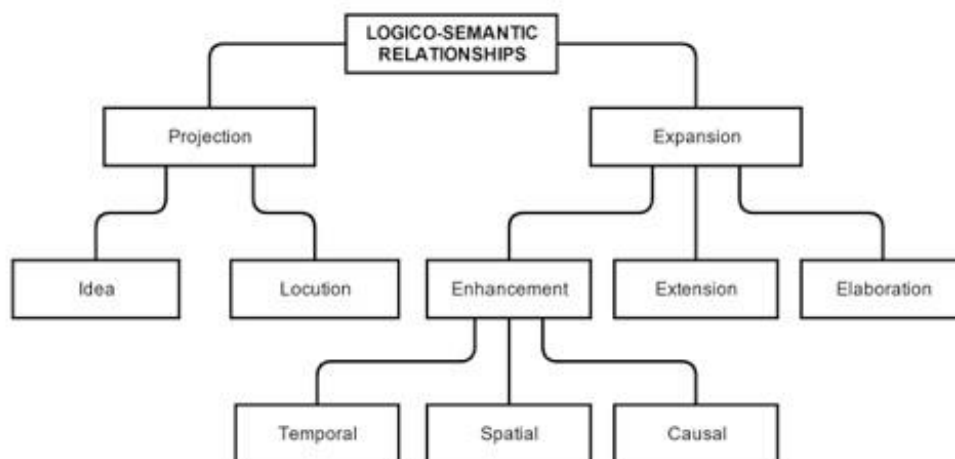 LOGICO-SEMANTIC
RELATIONSHIPS
Projection
Expansion
Idea
Locution
Enhancement
Extension
Elaboration
Temporal
Spatial
Causal